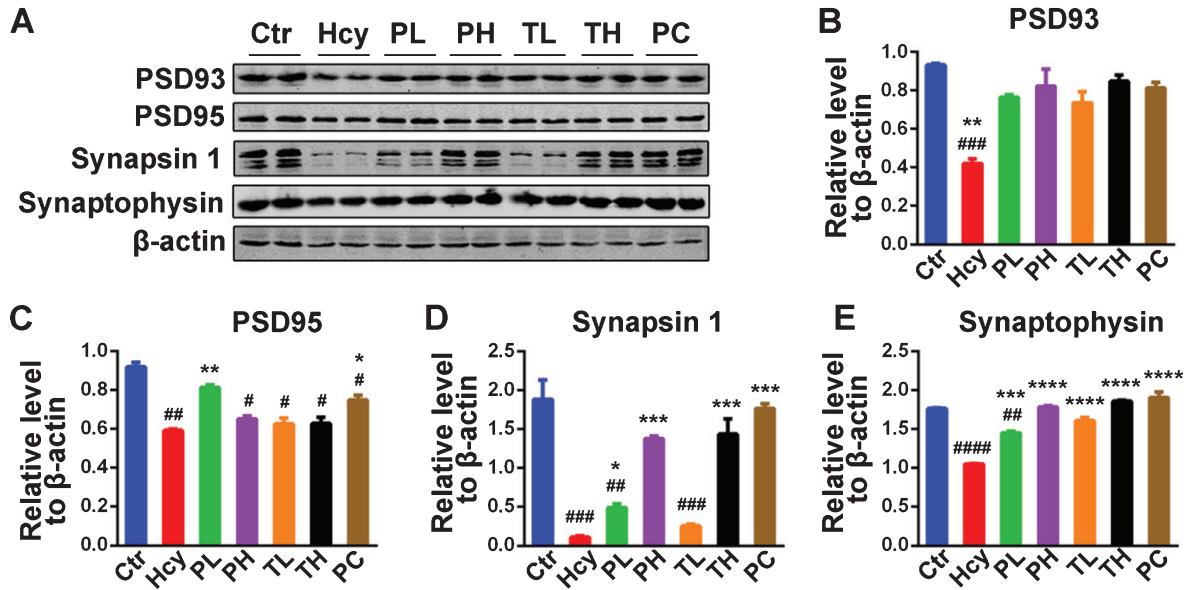 A
Ctr Hcy PL PH TL TH PC
PSD93
PSD95
Synapsin 1
Synaptophysin
β-actin
B
PSD93
Relative level
to β-actin
1.0
0.8
0.6
0.4
0.2
0.0
**
###
Ctr Hcy PL PH TL TH PC
C
PSD95
Relative level
to β-actin
1.0
0.8
0.6
0.4
0.2
0.0
##
**
#
#
#
*
#
Ctr Hcy PL PH TL TH PC
D
Synapsin 1
Relative level
to β-actin
2.5
2.0
1.5
1.0
0.5
0.0
###
*
##
***
###
***
***
Ctr Hcy PL PH TL TH PC
E
Synaptophysin
Relative level
to β-actin
2.5
2.0
1.5
1.0
0.5
0.0
####
***
##
****
****
****
****
Ctr Hcy PL PH TL TH PC